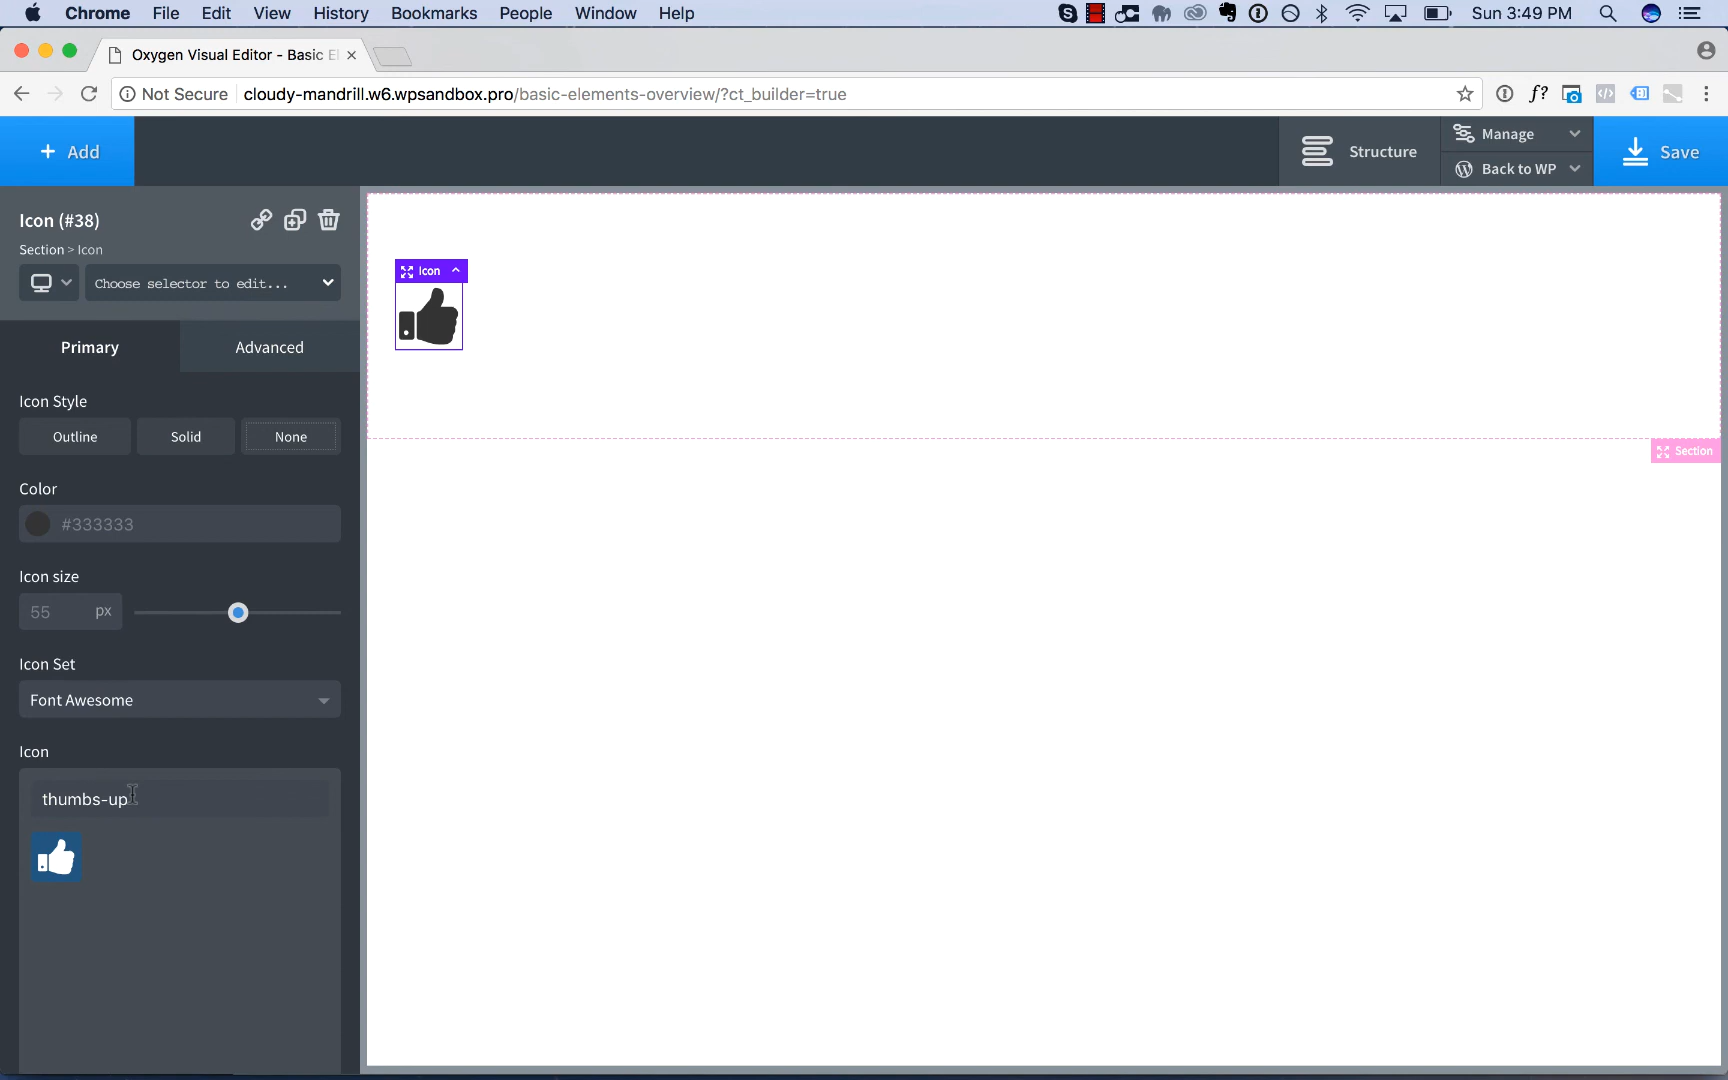 Chrome File Edit View History Bookmarks People Window Help Sun 3:49 PM
Oxygen Visual Editor - Basic El
Not Secure cloudy-mandrill.w6.wpsandbox.pro/basic-elements-overview/?ct_builder=true
+ Add
Structure
Manage
Back to WP
Save
Icon (#38)
Section > Icon
Choose selector to edit...
Primary Advanced
Icon Style
Outline Solid None
Color
#333333
Icon size
55 px
Icon Set
Font Awesome
Icon
thumbs-up
Icon
Section